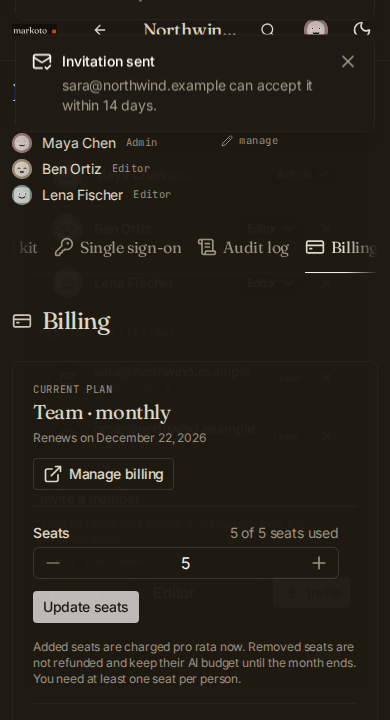 markoto
Northwin...
Invitation sent
sara@northwind.example can accept it
within 14 days.
Maya Chen Admin manage
Ben Ortiz Editor
Lena Fischer Editor
kit Single sign-on Audit log Billing
Billing
CURRENT PLAN
Team · monthly
Renews on December 22, 2026
Manage billing
Seats 5 of 5 seats used
5
Update seats
Added seats are charged pro rata now. Removed seats are
not refunded and keep their AI budget until the month ends.
You need at least one seat per person.